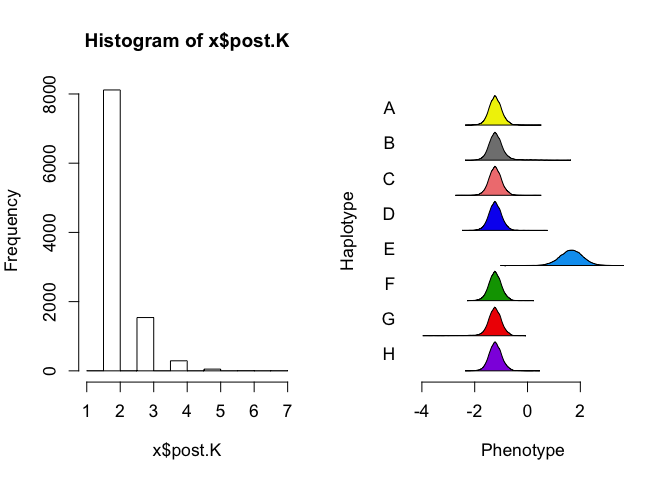 Histogram of x$post.K
Frequency
0
2000
4000
6000
8000
1 2 3 4 5 6 7
x$post.K
Haplotype
A
B
C
D
E
F
G
H
-4 -2 0 2
Phenotype